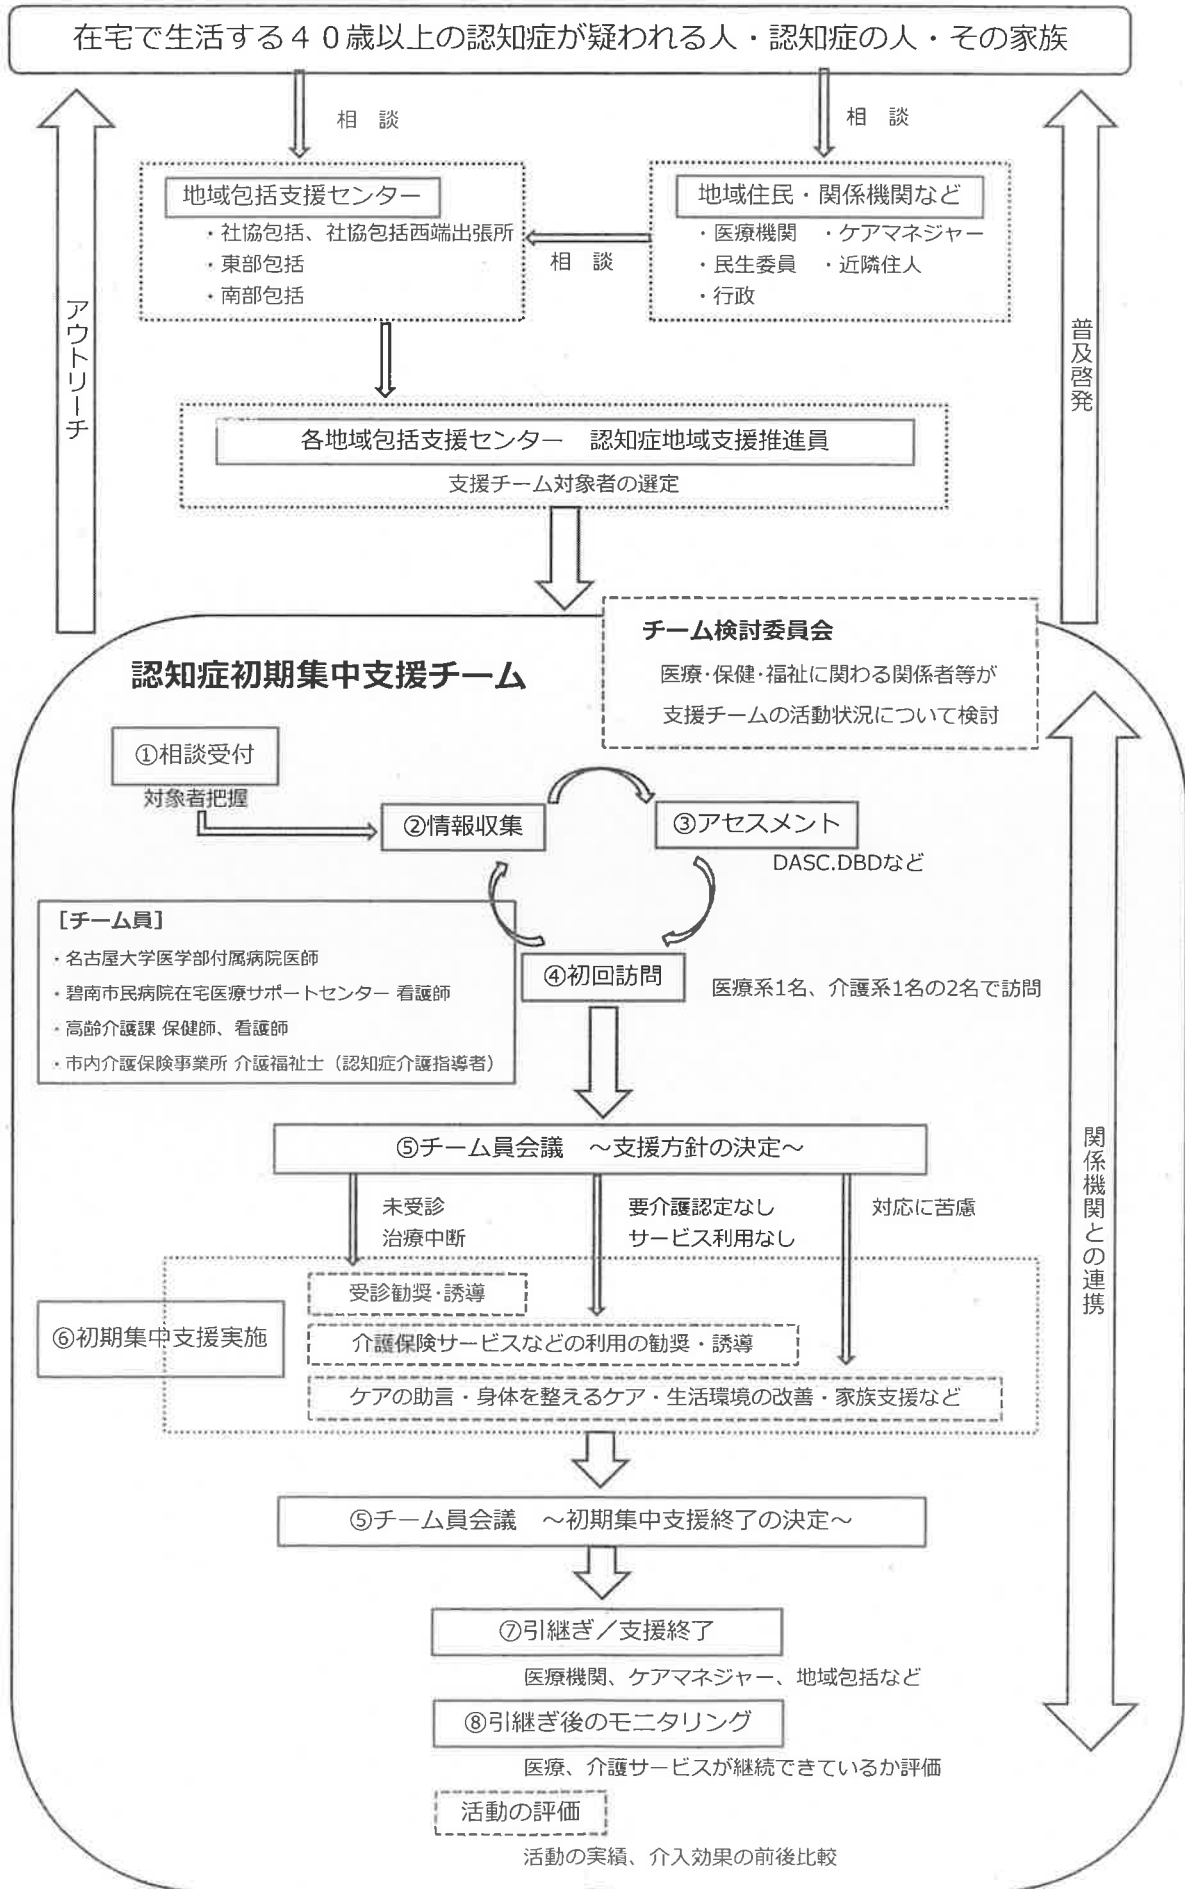 在宅で生活する４０歳以上の認知症が疑われる人・認知症の人・その家族
相　談
相　談
地域包括支援センター
・社協包括、社協包括西端出張所
・東部包括
・南部包括
相　談
地域住民・関係機関など
・医療機関　・ケアマネジャー
・民生委員　・近隣住人
・行政
アウトリーチ
普及啓発
各地域包括支援センター　認知症地域支援推進員
支援チーム対象者の選定
チーム検討委員会
医療･保健･福祉に関わる関係者等が
支援チームの活動状況について検討
認知症初期集中支援チーム
①相談受付
対象者把握
②情報収集
③アセスメント
DASC.DBDなど
［チーム員］
・名古屋大学医学部付属病院医師
・碧南市民病院在宅医療サポートセンター 看護師
・高齢介護課 保健師、看護師
・市内介護保険事業所 介護福祉士（認知症介護指導者）
④初回訪問
医療系1名、介護系1名の2名で訪問
⑤チーム員会議　～支援方針の決定～
未受診
治療中断
要介護認定なし
サービス利用なし
対応に苦慮
関係機関との連携
⑥初期集中支援実施
受診勧奨･誘導
介護保険サービスなどの利用の勧奨・誘導
ケアの助言・身体を整えるケア・生活環境の改善・家族支援など
⑤チーム員会議　～初期集中支援終了の決定～
⑦引継ぎ／支援終了
医療機関、ケアマネジャー、地域包括など
⑧引継ぎ後のモニタリング
医療、介護サービスが継続できているか評価
活動の評価
活動の実績、介入効果の前後比較